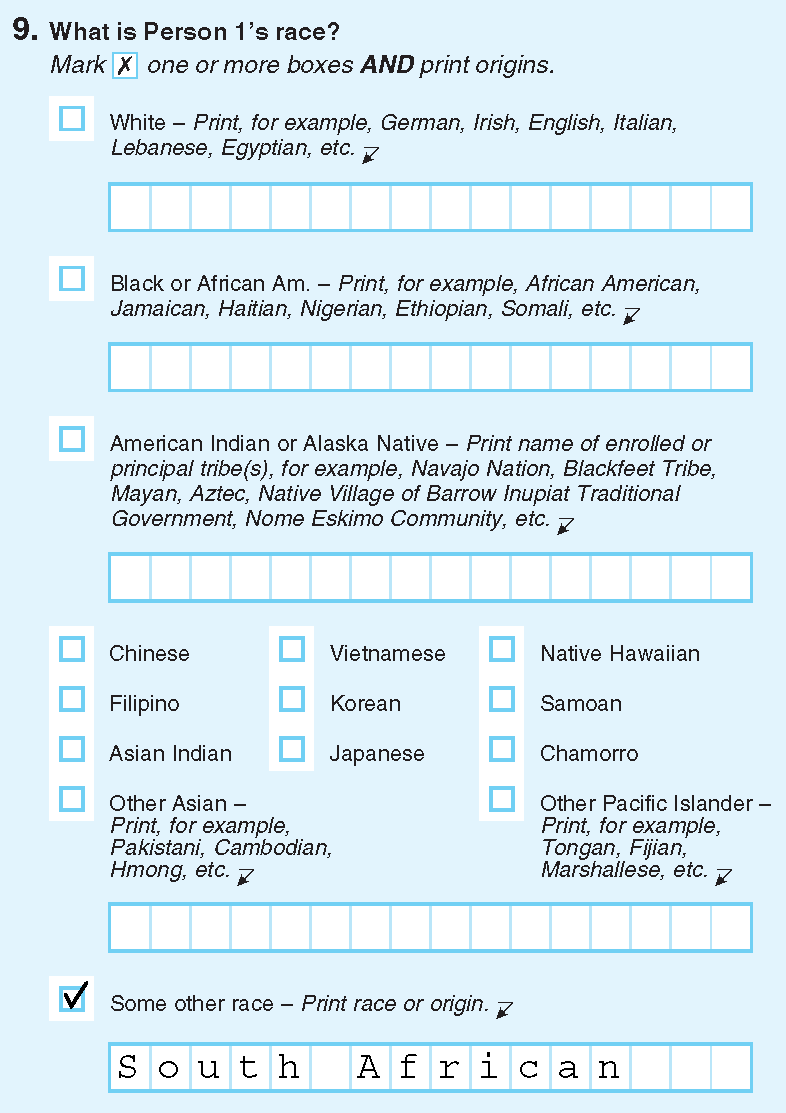 9. What is Person 1's race?
Mark ✗ one or more boxes AND print origins.
White – Print, for example, German, Irish, English, Italian,
Lebanese, Egyptian, etc.
Black or African Am. – Print, for example, African American,
Jamaican, Haitian, Nigerian, Ethiopian, Somali, etc.
American Indian or Alaska Native – Print name of enrolled or
principal tribe(s), for example, Navajo Nation, Blackfeet Tribe,
Mayan, Aztec, Native Village of Barrow Inupiat Traditional
Government, Nome Eskimo Community, etc.
Chinese
Vietnamese
Native Hawaiian
Filipino
Korean
Samoan
Asian Indian
Japanese
Chamorro
Other Asian –
Print, for example,
Pakistani, Cambodian,
Hmong, etc.
Other Pacific Islander –
Print, for example,
Tongan, Fijian,
Marshallese, etc.
Some other race – Print race or origin.
South African